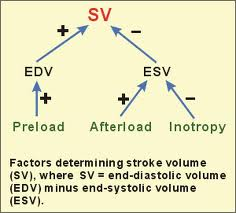 SV
+ −
EDV ESV
+ + −
Preload Afterload Inotropy
Factors determining stroke volume
(SV), where SV = end-diastolic volume
(EDV) minus end-systolic volume
(ESV).